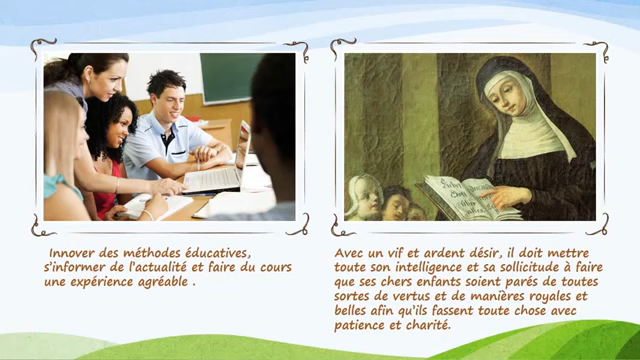 Innover des méthodes éducatives,
s'informer de l'actualité et faire du cours
une expérience agréable .
Avec un vif et ardent désir, il doit mettre
toute son intelligence et sa sollicitude à faire
que ses chers enfants soient parés de toutes
sortes de vertus et de manières royales et
belles afin qu'ils fassent toute chose avec
patience et charité.